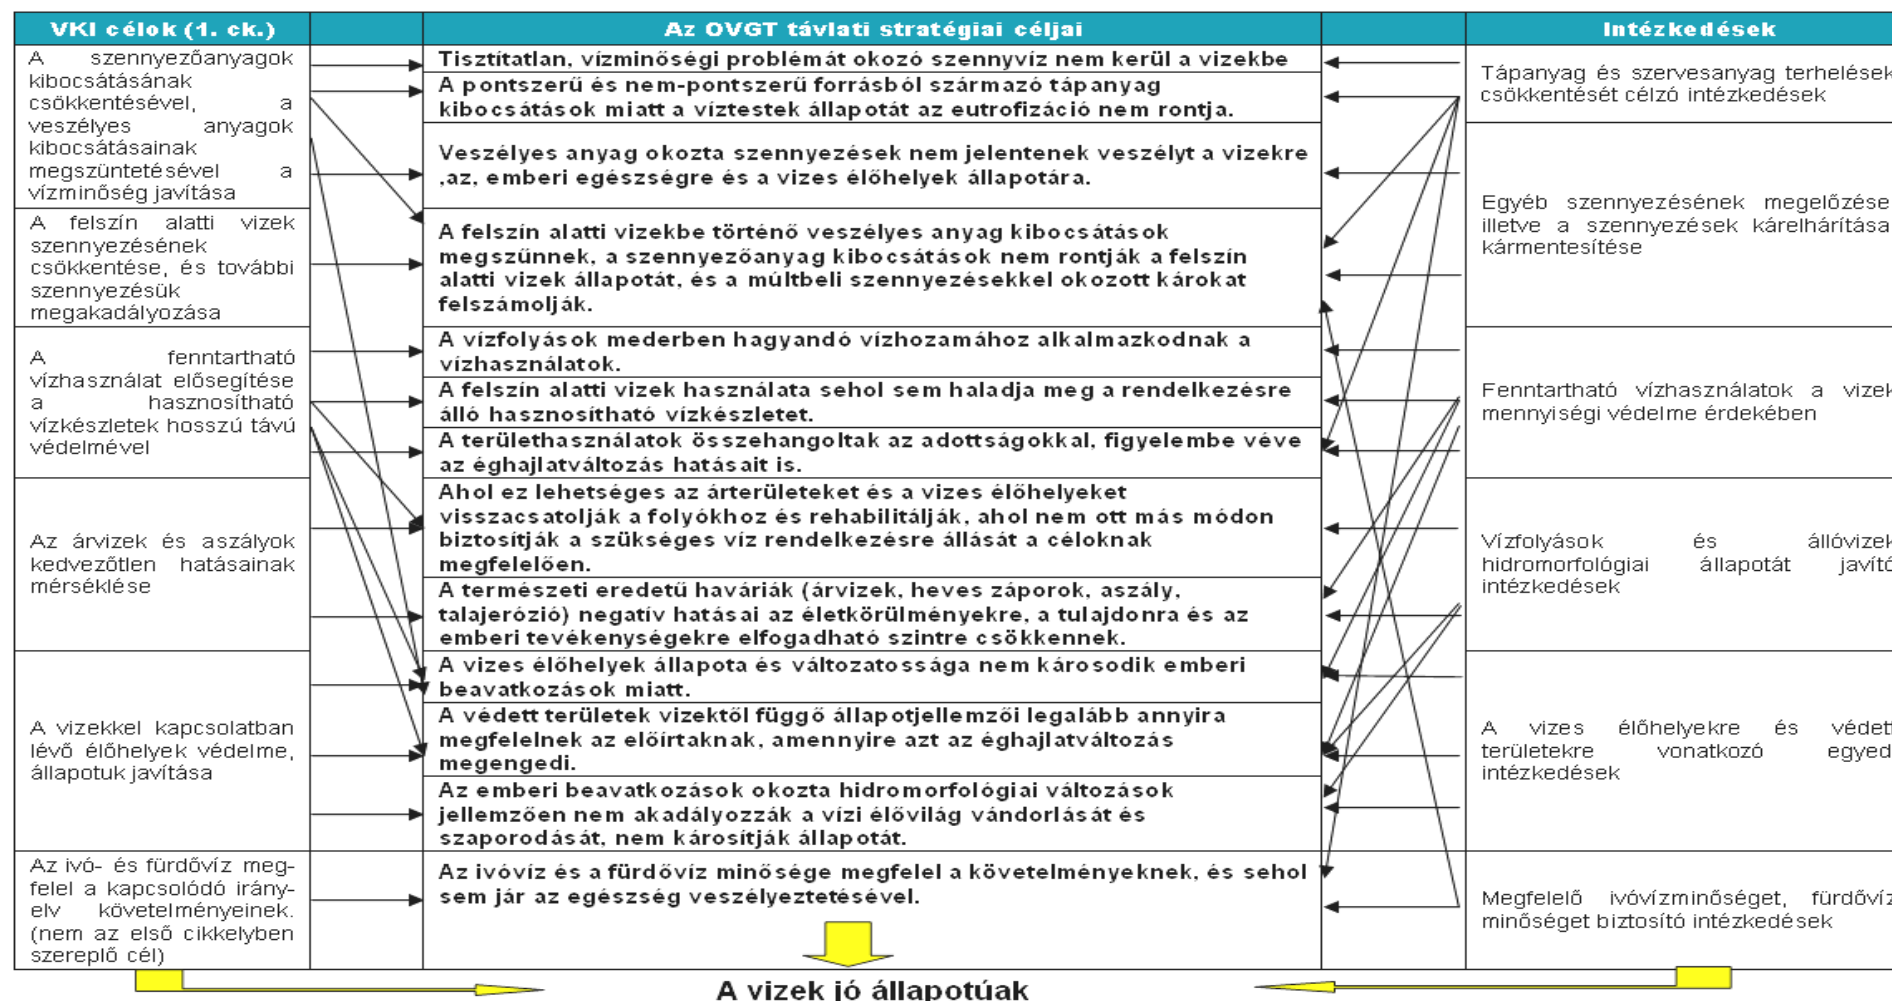 VKI célok (1. ck.)
Az OVGT távlati stratégiai céljai
Intézkedések
A szennyezőanyagok
kibocsátásának
csökkentésével, a
veszélyes anyagok
kibocsátásainak
megszüntetésével a
vízminőség javítása
A felszín alatti vizek
szennyezésének
csökkentése, és további
szennyezésük
megakadályozása
A fenntartható
vízhasználat elősegítése
a hasznosítható
vízkészletek hosszú távú
védelmével
Az árvizek és aszályok
kedvezőtlen hatásainak
mérséklése
A vizekkel kapcsolatban
lévő élőhelyek védelme,
állapotuk javítása
Az ivó- és fürdővíz meg-
felel a kapcsolódó irány-
elv követelményeinek.
(nem az első cikkelyben
szereplő cél)
Tisztítatlan, vízminőségi problémát okozó szennyvíz nem kerül a vizekbe
A pontszerű és nem-pontszerű forrásból származó tápanyag
kibocsátások miatt a víztestek állapotát az eutrofizáció nem rontja.
Veszélyes anyag okozta szennyezések nem jelentenek veszélyt a vizekre
,az, emberi egészségre és a vizes élőhelyek állapotára.
A felszín alatti vizekbe történő veszélyes anyag kibocsátások
megszűnnek, a szennyezőanyag kibocsátások nem rontják a felszín
alatti vizek állapotát, és a múltbeli szennyezésekkel okozott károkat
felszámolják.
A vízfolyások mederben hagyandó vízhozamához alkalmazkodnak a
vízhasználatok.
A felszín alatti vizek használata sehol sem haladja meg a rendelkezésre
álló hasznosítható vízkészletet.
A területhasználatok összehangoltak az adottságokkal, figyelembe véve
az éghajlatváltozás hatásait is.
Ahol ez lehetséges az árterületeket és a vizes élőhelyeket
visszacsatolják a folyókhoz és rehabilitálják, ahol nem ott más módon
biztosítják a szükséges víz rendelkezésre állását a céloknak
megfelelően.
A természeti eredetű haváriák (árvizek, heves záporok, aszály,
talajerózió) negatív hatásai az életkörülményekre, a tulajdonra és az
emberi tevékenységekre elfogadható szintre csökkennek.
A vizes élőhelyek állapota és változatossága nem károsodik emberi
beavatkozások miatt.
A védett területek vizektől függő állapotjellemzői legalább annyira
megfelelnek az előírtaknak, amennyire azt az éghajlatváltozás
megengedi.
Az emberi beavatkozások okozta hidromorfológiai változások
jellemzően nem akadályozzák a vízi élővilág vándorlását és
szaporodását, nem károsítják állapotát.
Az ivóvíz és a fürdővíz minősége megfelel a követelményeknek, és sehol
sem jár az egészség veszélyeztetésével.
Tápanyag és szervesanyag terhelések
csökkentését célzó intézkedések
Egyéb szennyezésének megelőzése
illetve a szennyezések kárelhárítása
kármentesítése
Fenntartható vízhasználatok a vizek
mennyiségi védelme érdekében
Vízfolyások és állóvizek
hidromorfológiai állapotát javító
intézkedések
A vizes élőhelyekre és védett
területekre vonatkozó egyed
intézkedések
Megfelelő ivóvízminőséget, fürdővíz
minőséget biztosító intézkedések
A vizek jó állapotúak